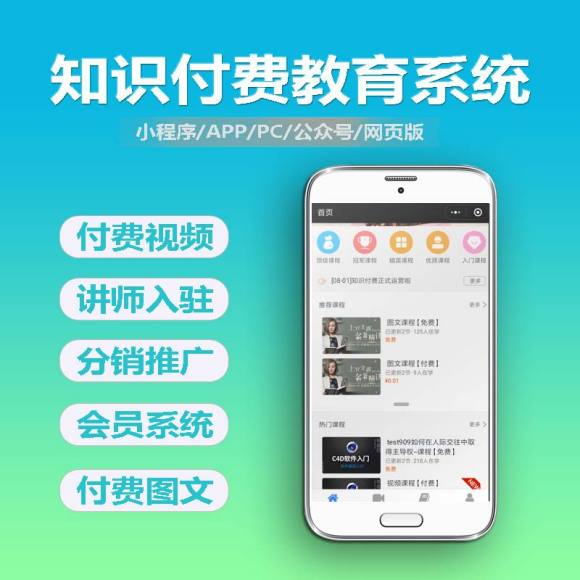 知识付费教育系统
小程序/APP/PC/公众号/网页版
付费视频
讲师入驻
分销推广
会员系统
付费图文
首页
顶级课程 冠军课程 精英课程 优质课程 入门课程
[08-01]知识付费正式运营啦 更多
推荐课程 更多
图文课程【免费】
已更新2节·125人在学
免费
图文课程【付费】
已更新2节·9人在学
¥0.01
热门课程 更多
C4D软件入门
test909如何在人际交往中取
得主导权-课程【免费】
已更新2节·218人在学
免费
视频课程【付费】
NEW